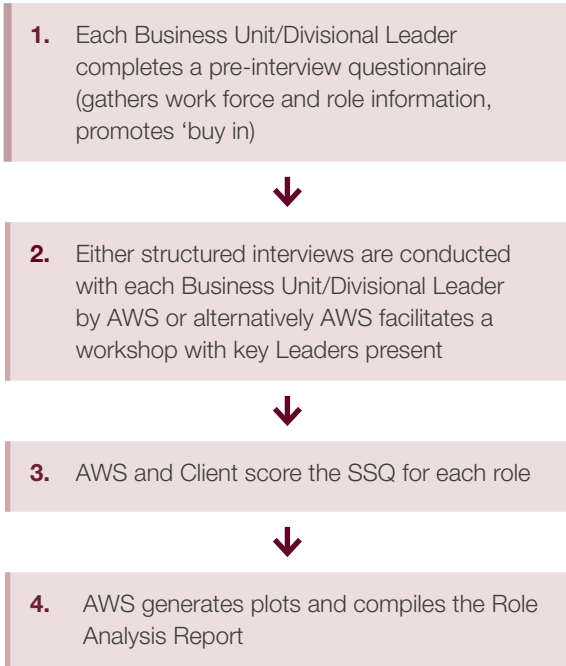 1. Each Business Unit/Divisional Leader
completes a pre-interview questionnaire
(gathers work force and role information,
promotes ‘buy in)
2. Either structured interviews are conducted
with each Business Unit/Divisional Leader
by AWS or alternatively AWS facilitates a
workshop with key Leaders present
3. AWS and Client score the SSQ for each role
4. AWS generates plots and compiles the Role
Analysis Report